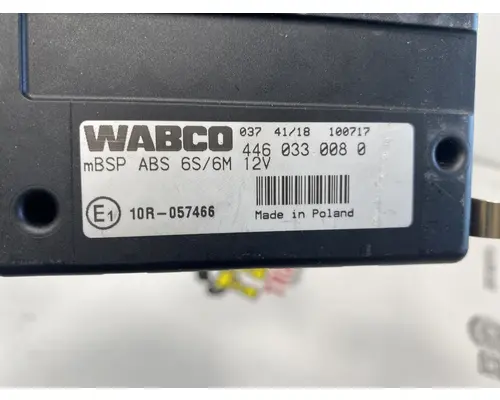 WABCO 037 41/18 100717
446 033 008 0
mBSP ABS 6S/6M 12V
E1 10R-057466
Made in Poland